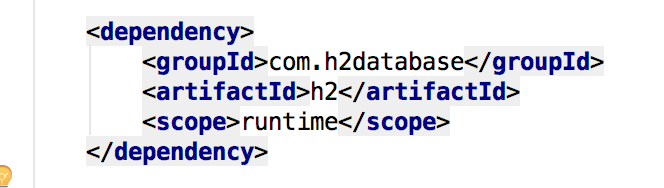 <dependency>
    <groupId>com.h2database</groupId>
    <artifactId>h2</artifactId>
    <scope>runtime</scope>
</dependency>